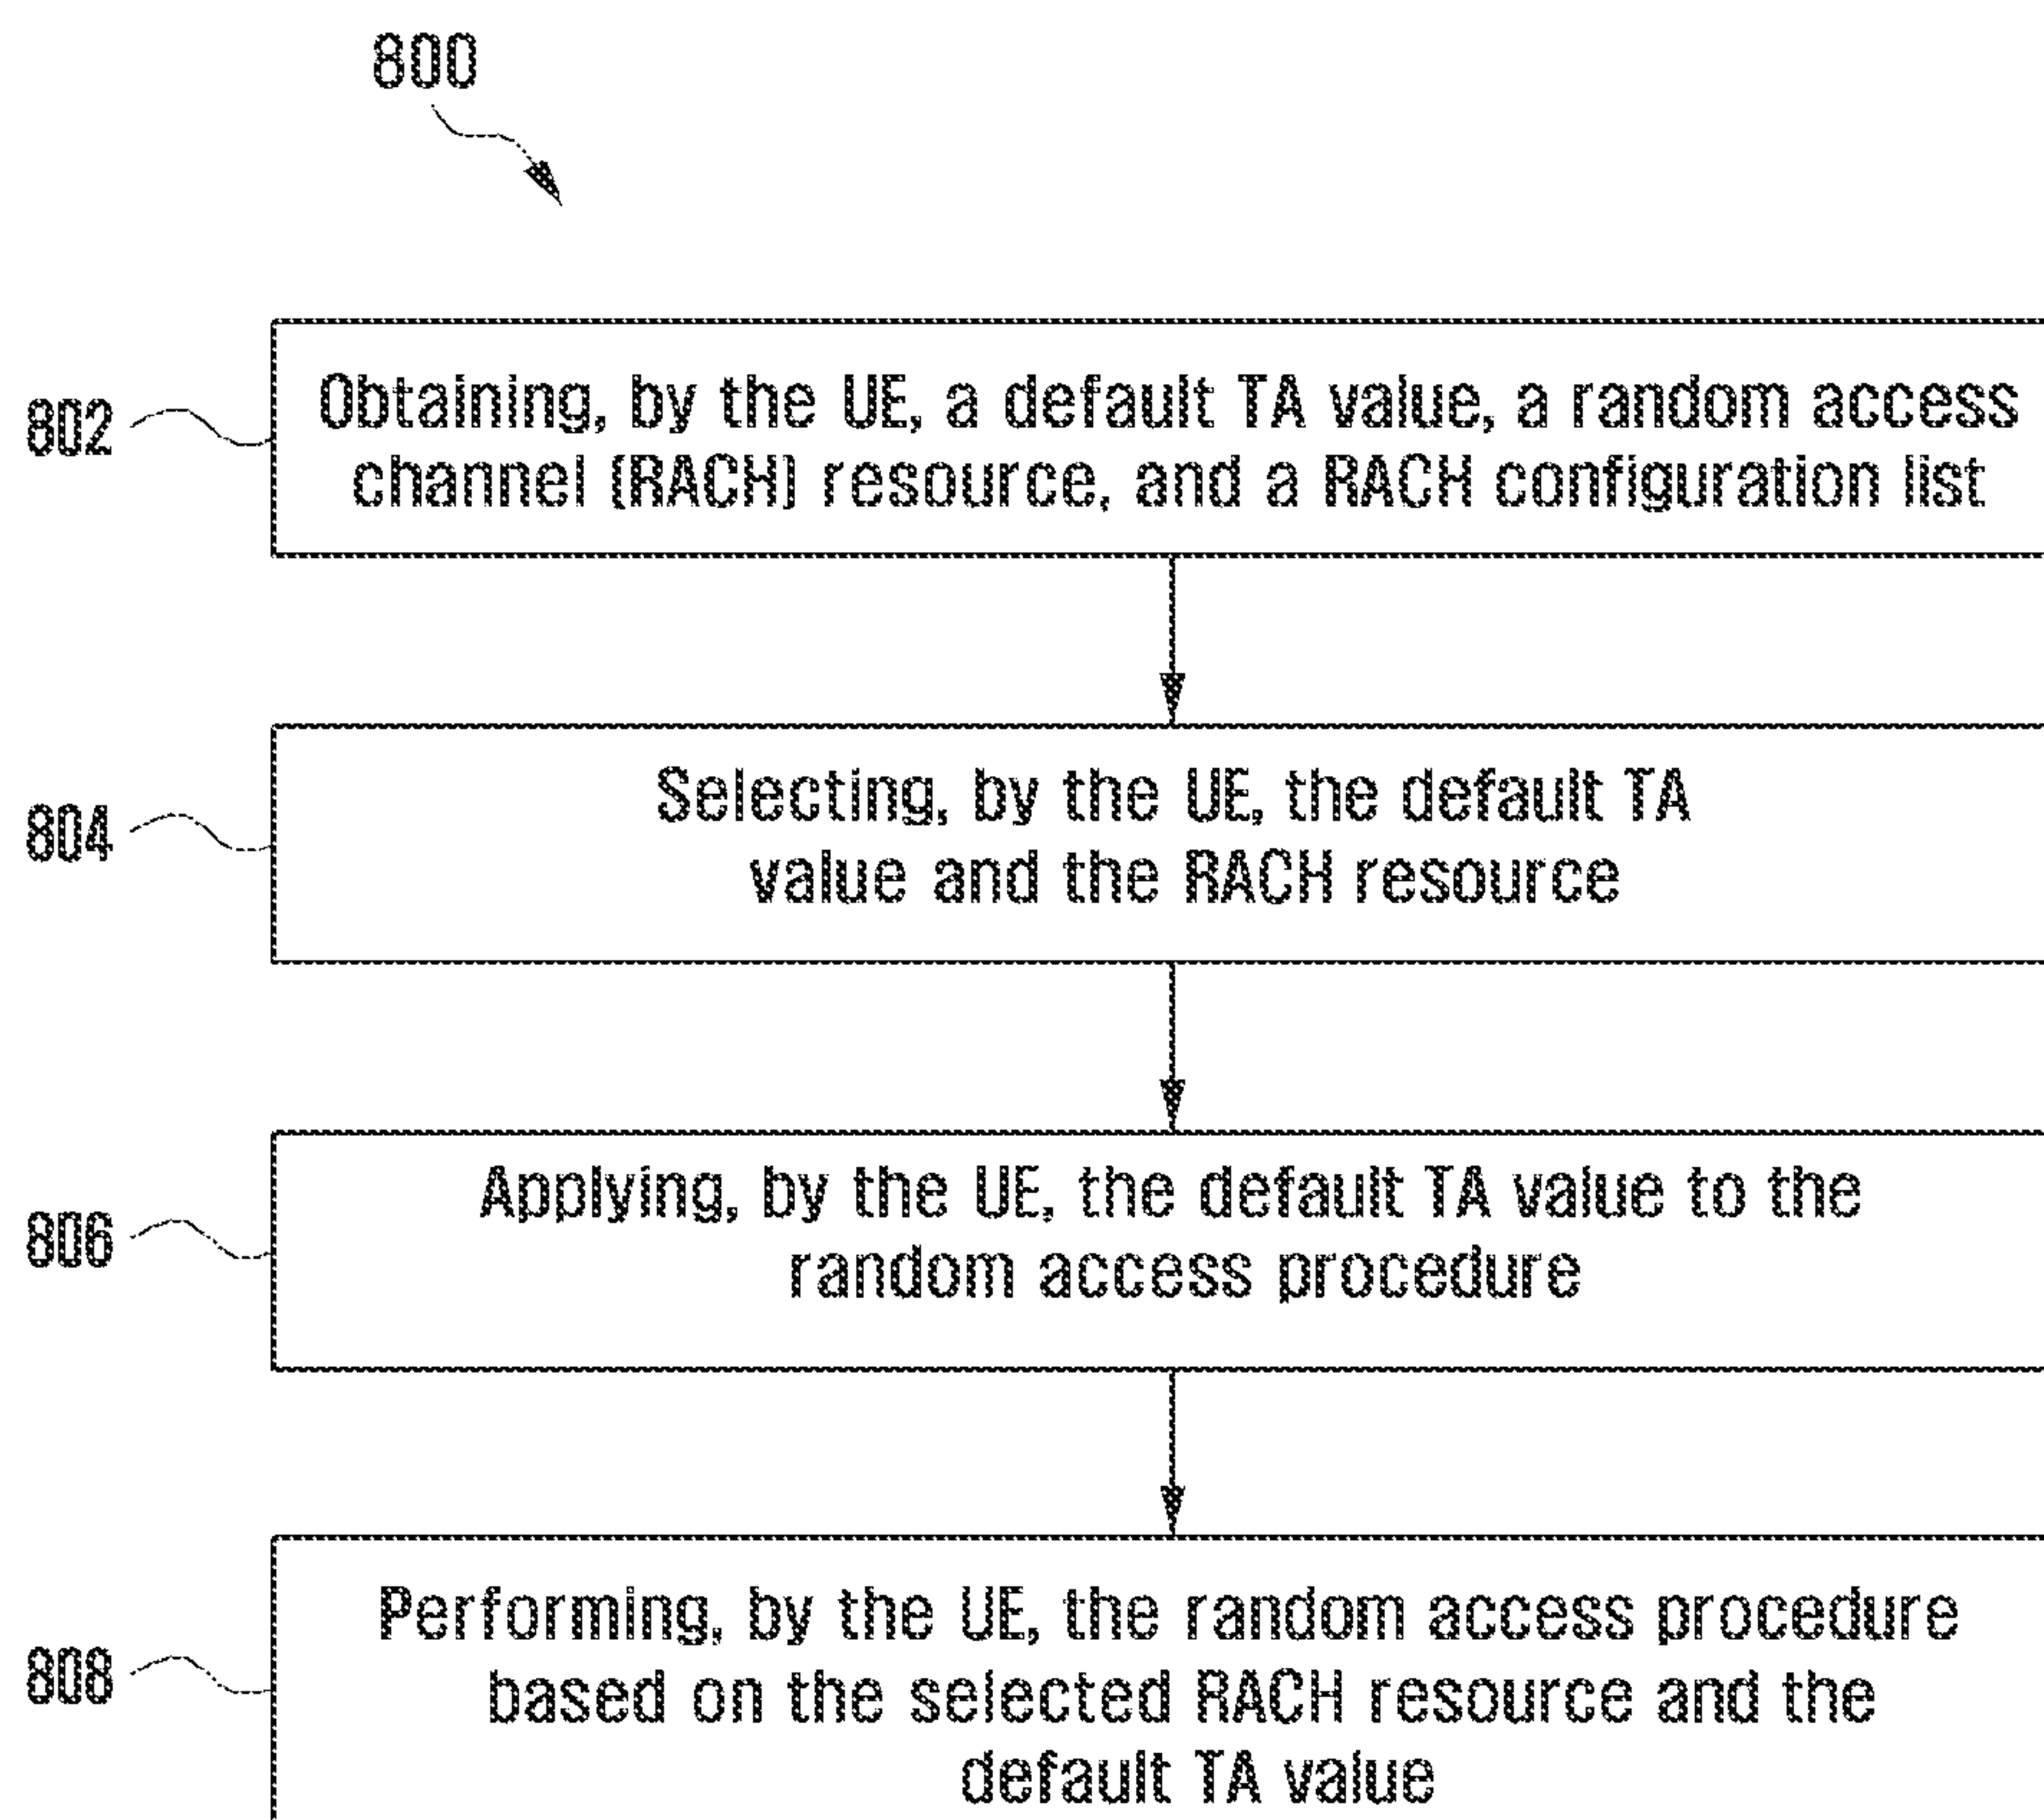 800
802
Obtaining, by the UE, a default TA value, a random access
channel (RACH) resource, and a RACH configuration list
804
Selecting, by the UE, the default TA
value and the RACH resource
806
Applying, by the UE, the default TA value to the
random access procedure
808
Performing, by the UE, the random access procedure
based on the selected RACH resource and the
default TA value